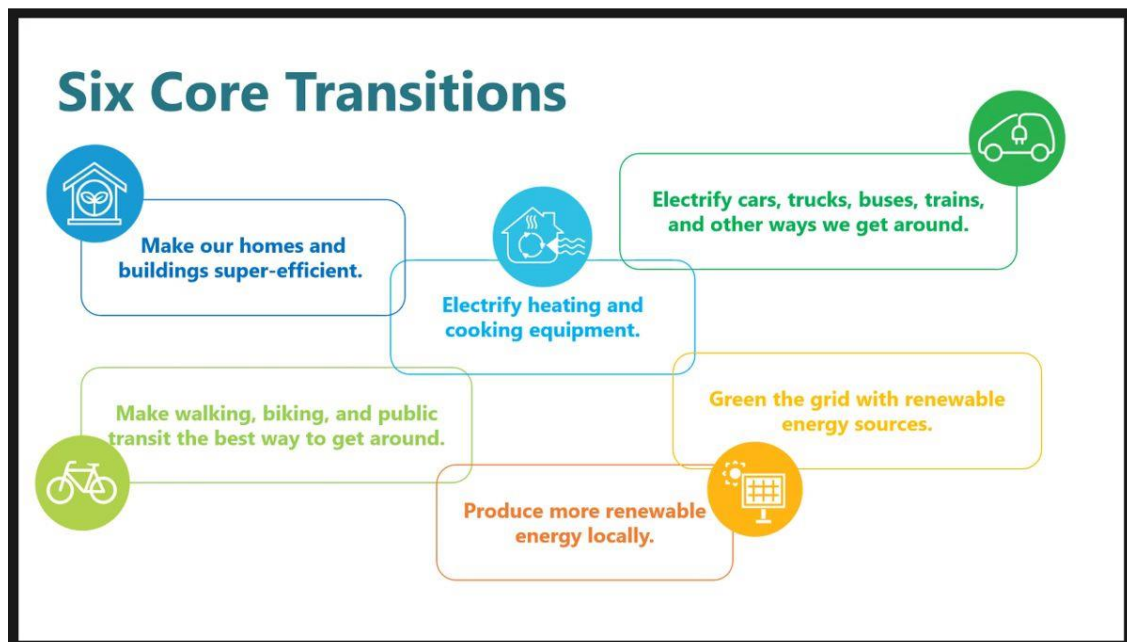 Six Core Transitions
Make our homes and
buildings super-efficient.
Electrify heating and
cooking equipment.
Electrify cars, trucks, buses, trains,
and other ways we get around.
Make walking, biking, and public
transit the best way to get around.
Produce more renewable
energy locally.
Green the grid with renewable
energy sources.